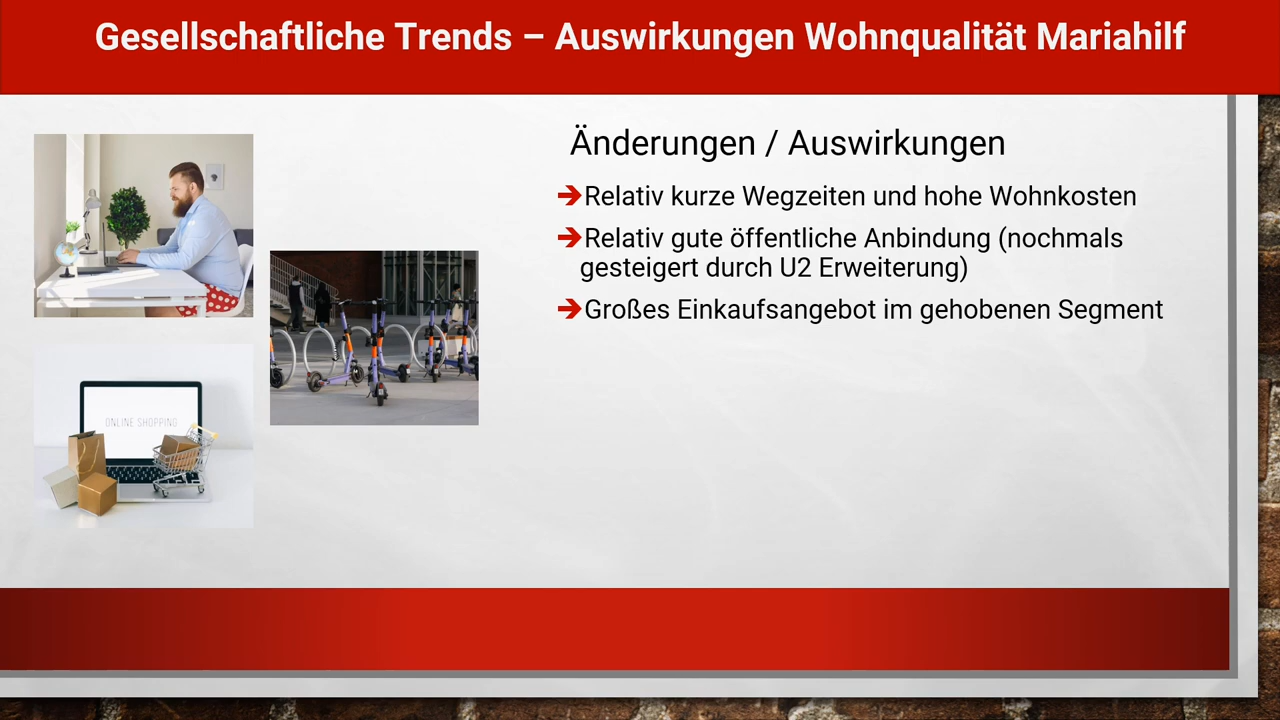 Gesellschaftliche Trends – Auswirkungen Wohnqualität Mariahilf
Änderungen / Auswirkungen
Relativ kurze Wegzeiten und hohe Wohnkosten
Relativ gute öffentliche Anbindung (nochmals
gesteigert durch U2 Erweiterung)
Großes Einkaufsangebot im gehobenen Segment
ONLINE SHOPPING